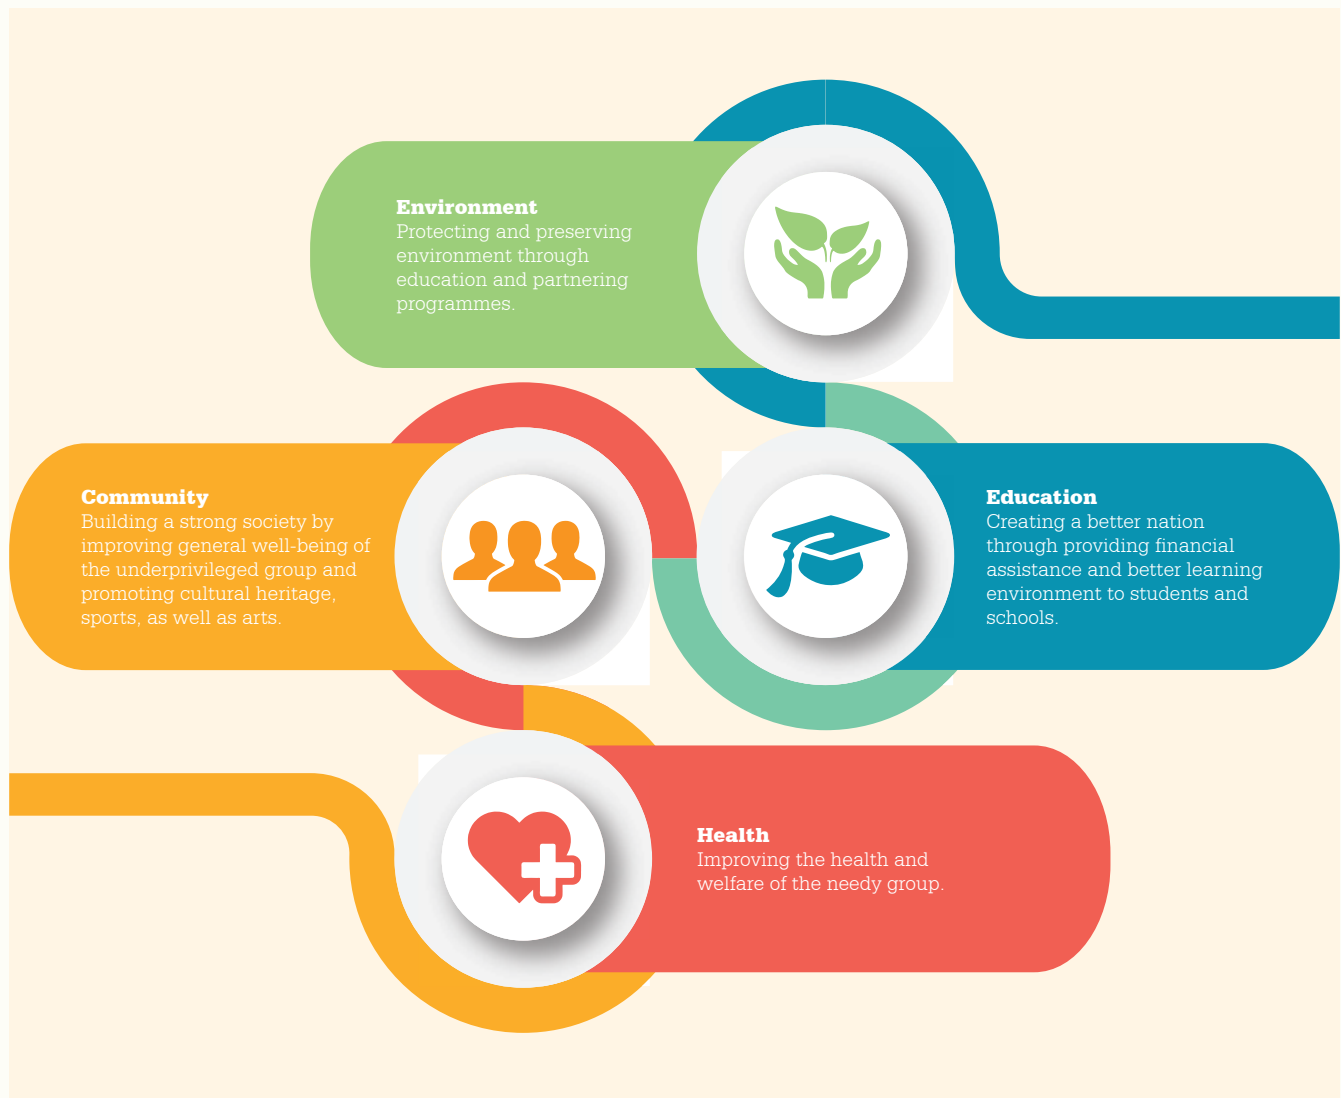 Environment
Protecting and preserving
environment through
education and partnering
programmes.
Community
Building a strong society by
improving general well-being of
the underprivileged group and
promoting cultural heritage,
sports, as well as arts.
Education
Creating a better nation
through providing financial
assistance and better learning
environment to students and
schools.
Health
Improving the health and
welfare of the needy group.